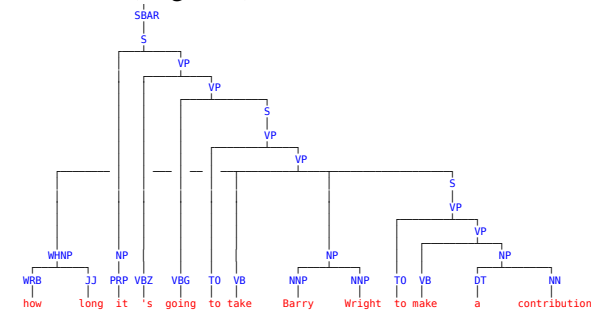 SBAR
S
VP
VP
S
VP
VP
S
VP
VP
WHNP NP NP NP
WRB JJ PRP VBZ VBG TO VB NNP NNP TO VB DT NN
how long it 's going to take Barry Wright to make a contribution